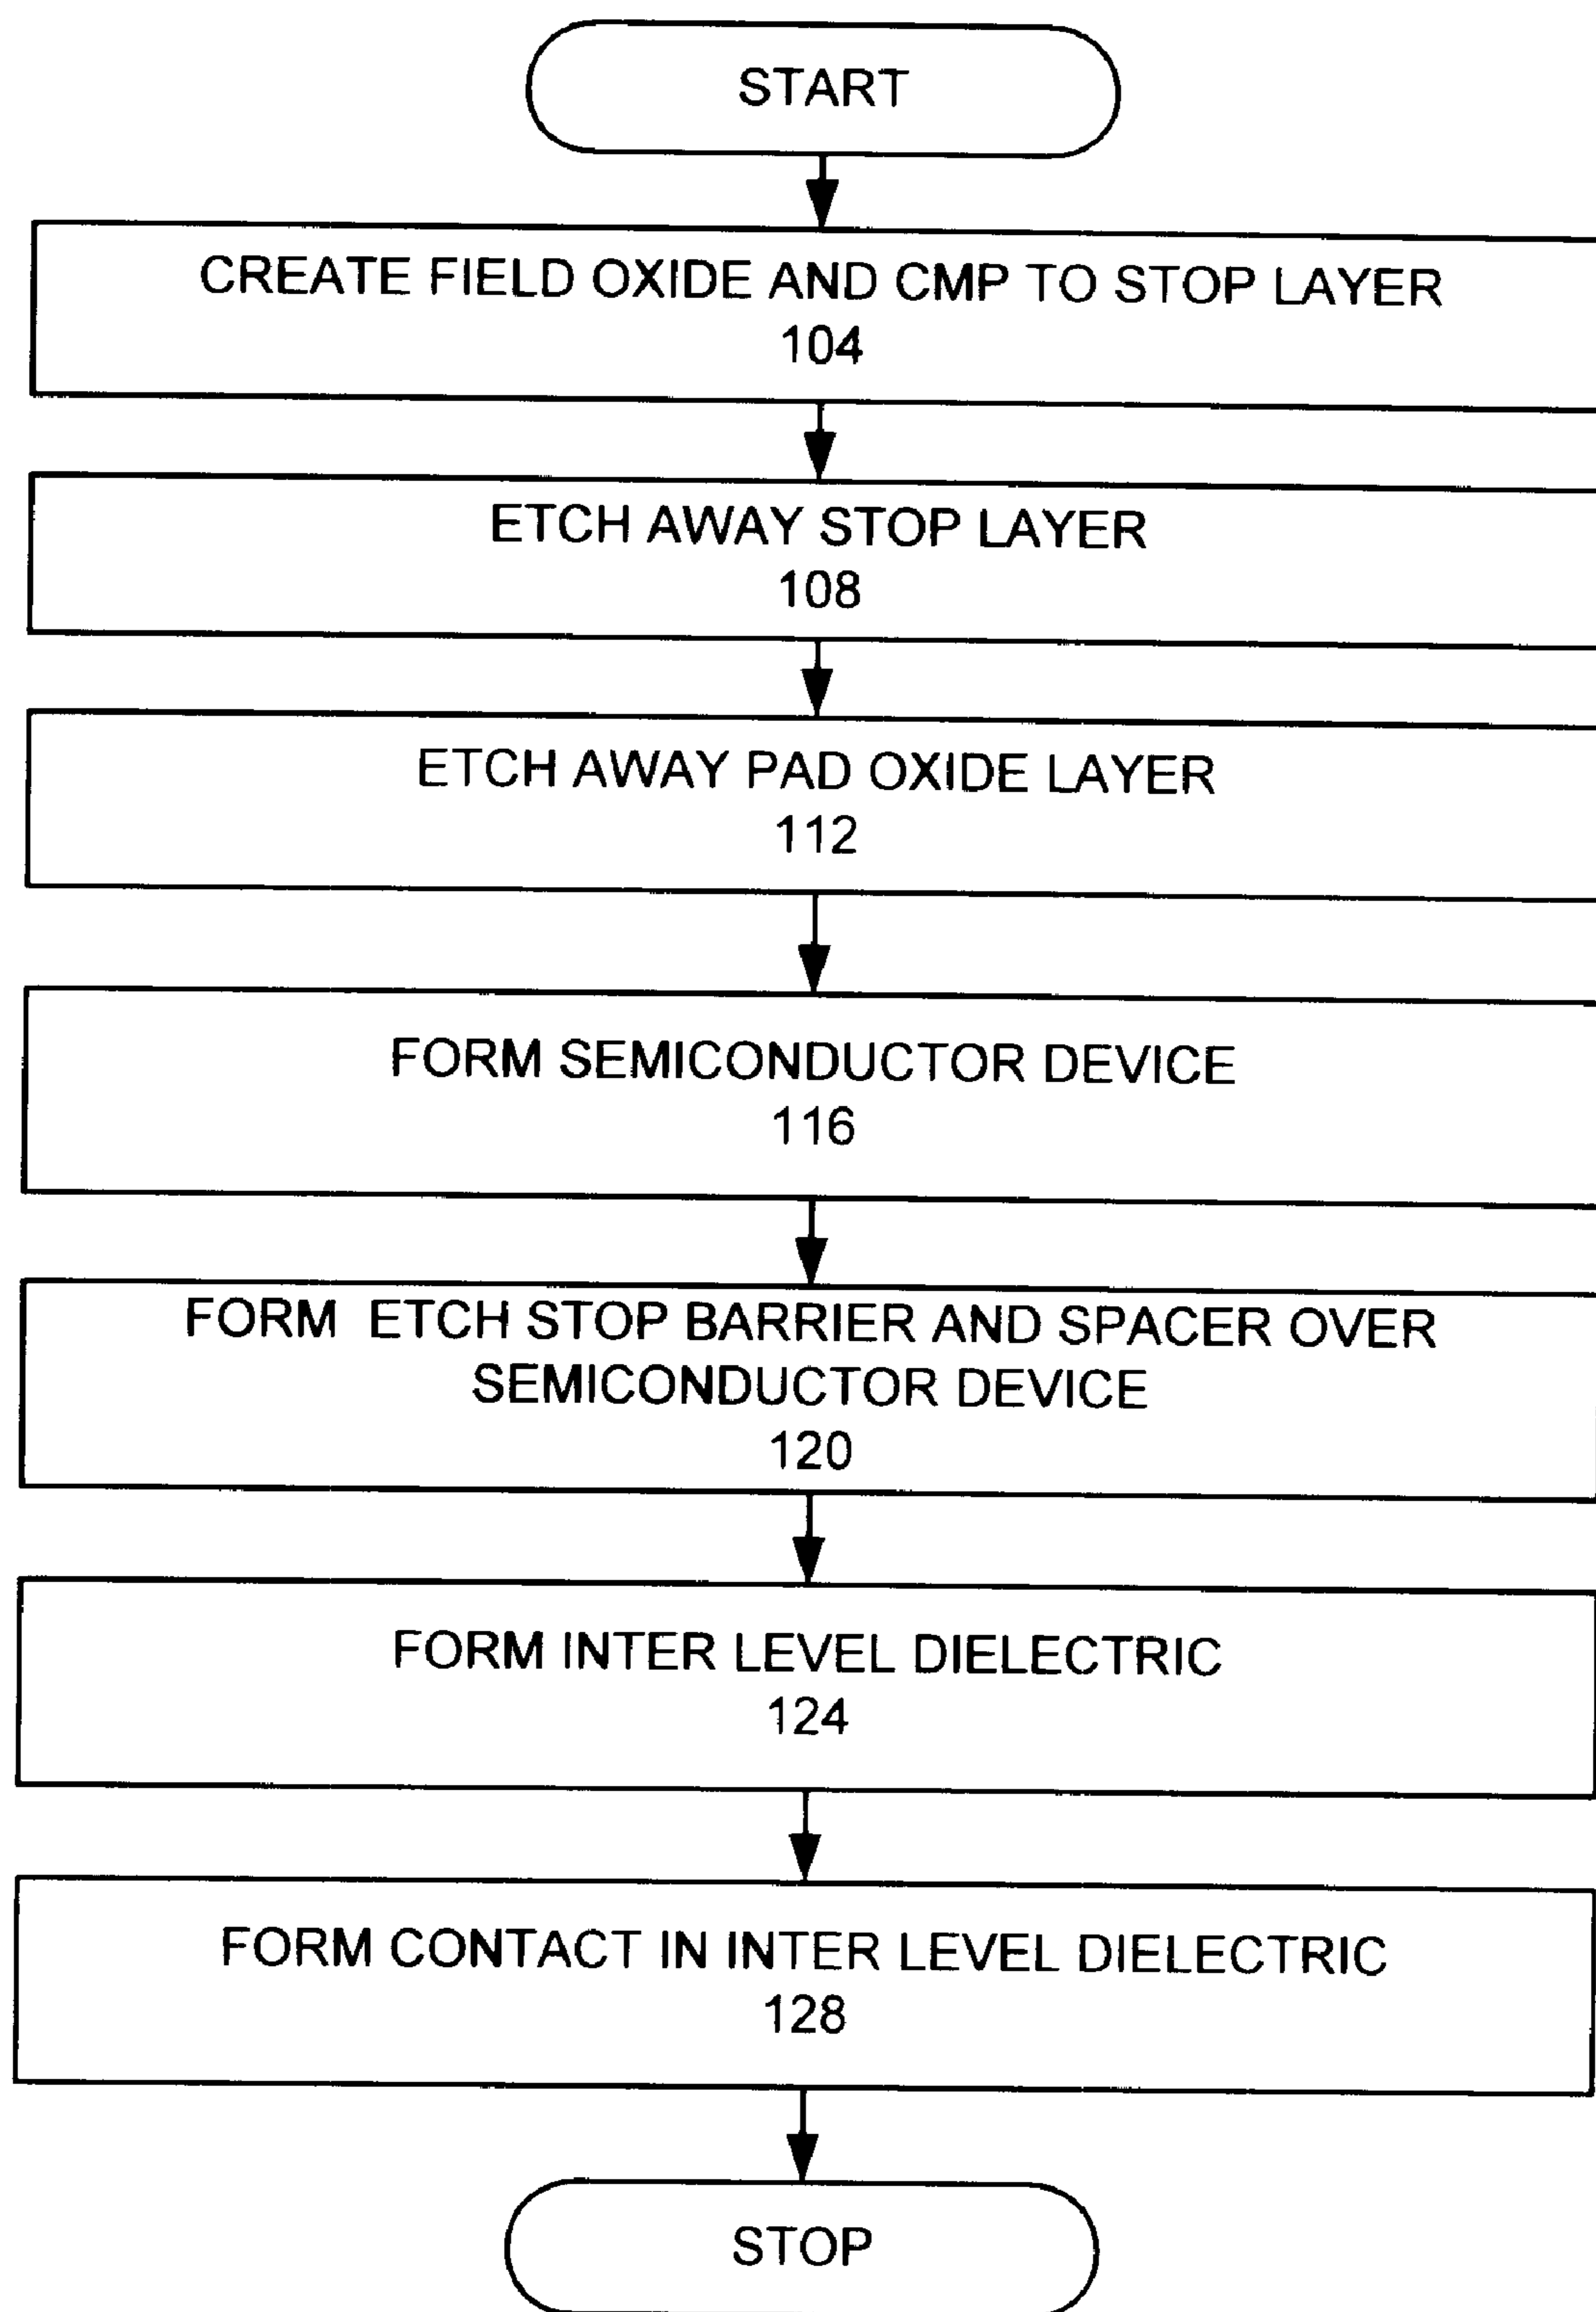 START
CREATE FIELD OXIDE AND CMP TO STOP LAYER
104
ETCH AWAY STOP LAYER
108
ETCH AWAY PAD OXIDE LAYER
112
FORM SEMICONDUCTOR DEVICE
116
FORM ETCH STOP BARRIER AND SPACER OVER
SEMICONDUCTOR DEVICE
120
FORM INTER LEVEL DIELECTRIC
124
FORM CONTACT IN INTER LEVEL DIELECTRIC
128
STOP